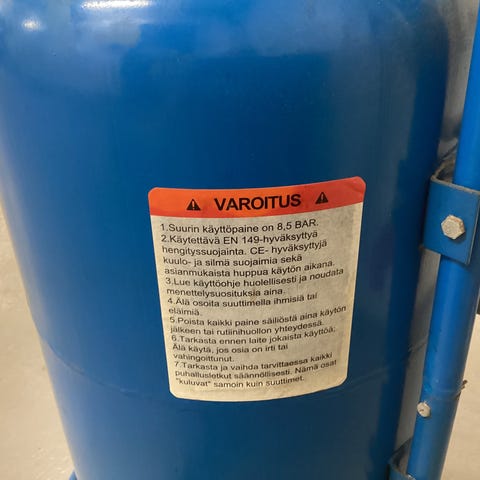 VAROITUS
1.Suurin käyttöpaine on 8,5 BAR.
2.Käytettävä EN 149-hyväksyttyä
hengityssuojainta. CE- hyväksyttyjä
kuulo- ja silmä suojaimia sekä
asianmukaista huppua käytön aikana.
3.Lue käyttöohje huolellisesti ja noudata
menettelysuosituksia aina.
4.Älä osoita suuttimella ihmisiä tai
eläimiä.
5.Poista kaikki paine säiliöstä aina käytön
jälkeen tai rutiinihuollon yhteydessä.
6.Tarkasta ennen laite jokaista käyttöä;
Älä käytä, jos osia on irti tai
vahingoittunut.
7.Tarkasta ja vaihda tarvittaessa kaikki
puhallusletkut säännöllisesti. Nämä osat
"kuluvat" samoin kuin suuttimet.